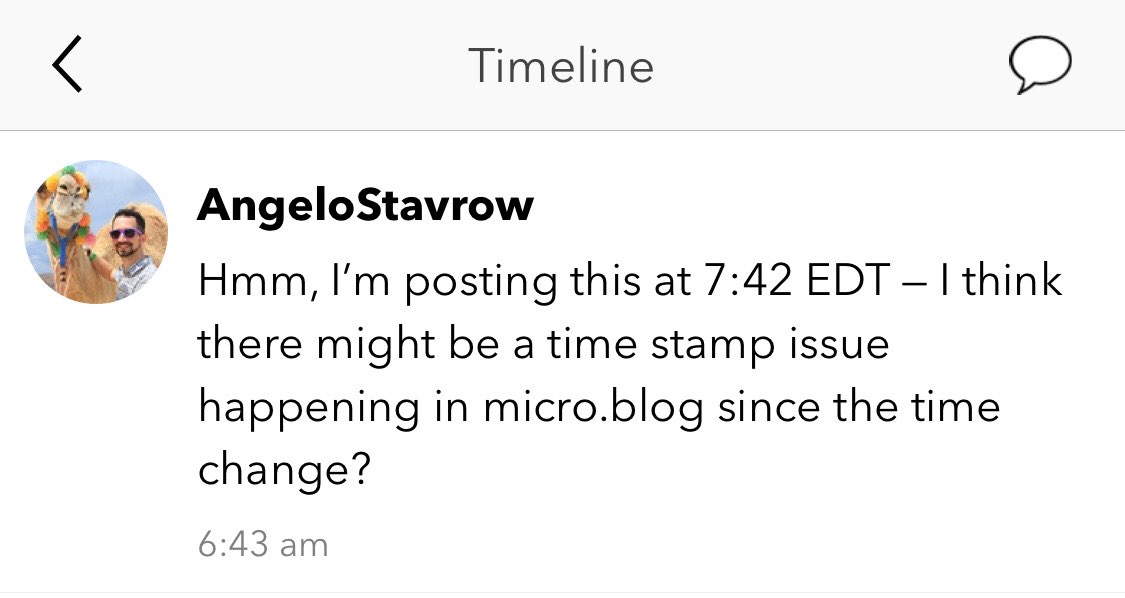 Timeline
AngeloStavrow
Hmm, I’m posting this at 7:42 EDT – I think
there might be a time stamp issue
happening in micro.blog since the time
change?
6:43 am